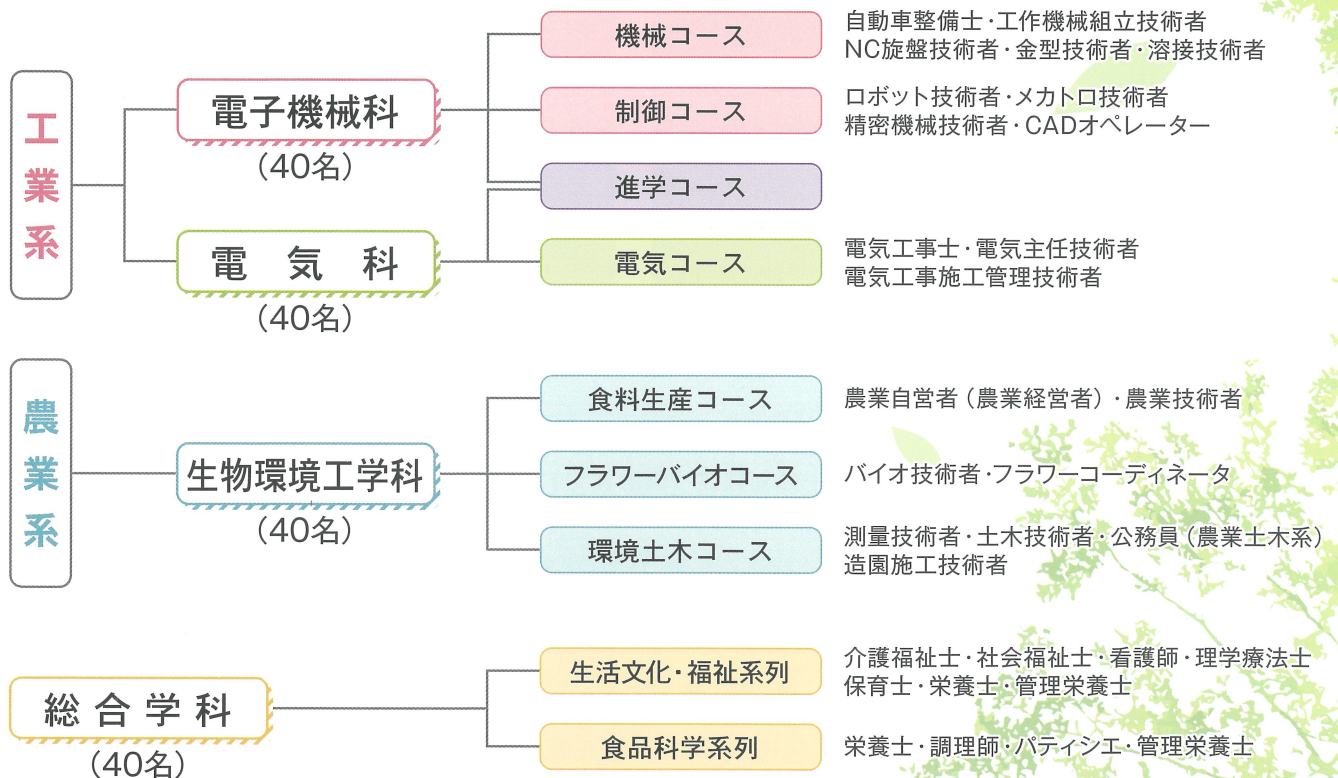 工業系
電子機械科
(40名)
機械コース
自動車整備士・工作機械組立技術者
NC旋盤技術者・金型技術者・溶接技術者
制御コース
ロボット技術者・メカトロ技術者
精密機械技術者・CADオペレーター
進学コース
電気科
(40名)
電気コース
電気工事士・電気主任技術者
電気工事施工管理技術者
農業系
生物環境工学科
(40名)
食料生産コース
農業自営者(農業経営者)・農業技術者
フラワーバイオコース
バイオ技術者・フラワーコーディネータ
環境土木コース
測量技術者・土木技術者・公務員(農業土木系)
造園施工技術者
総合学科
(40名)
生活文化・福祉系列
介護福祉士・社会福祉士・看護師・理学療法士
保育士・栄養士・管理栄養士
食品科学系列
栄養士・調理師・パティシエ・管理栄養士